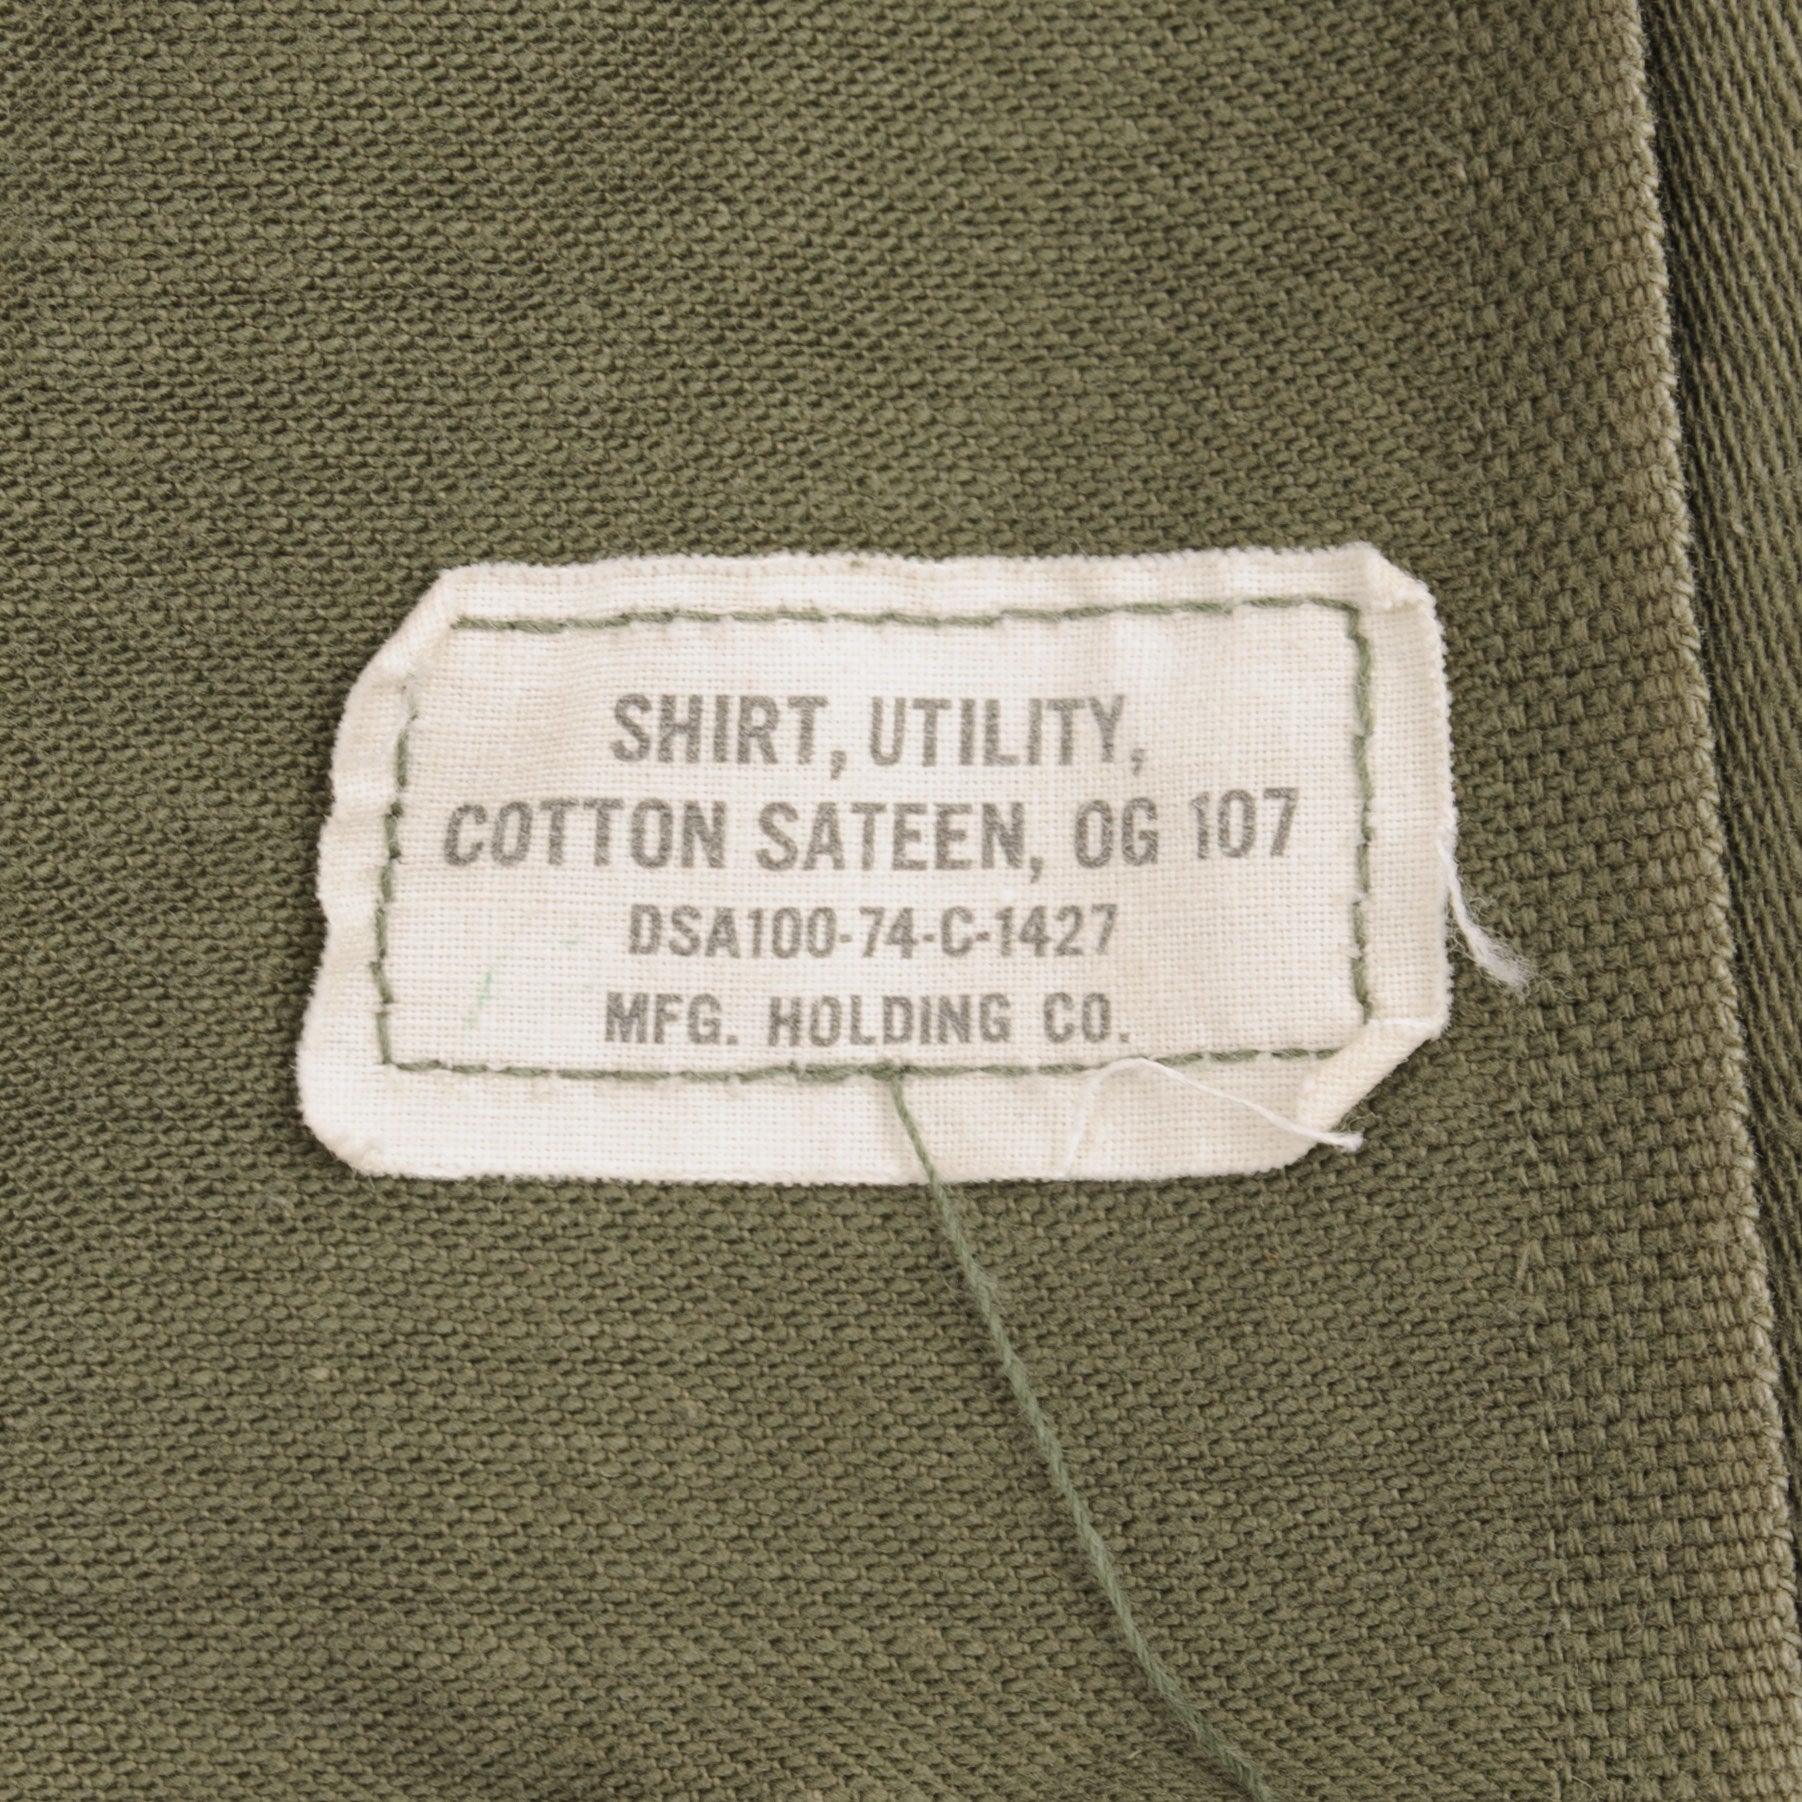 SHIRT, UTILITY,
COTTON SATEEN, OG 107
DSA100-74-C-1427
MFG. HOLDING CO.